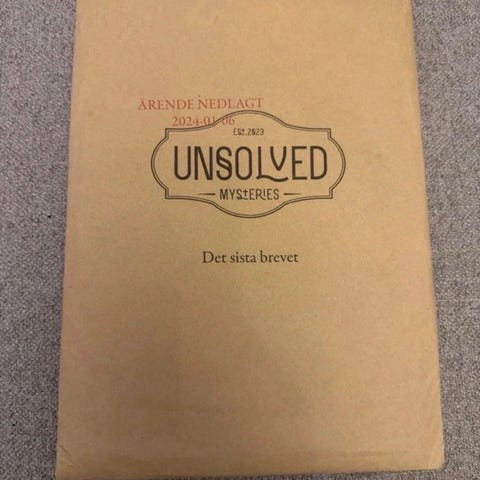 ÄRENDE NEDLAGT
2024-01-06
EST. 2023
UNSOLVED
MYSTERIES
Det sista brevet